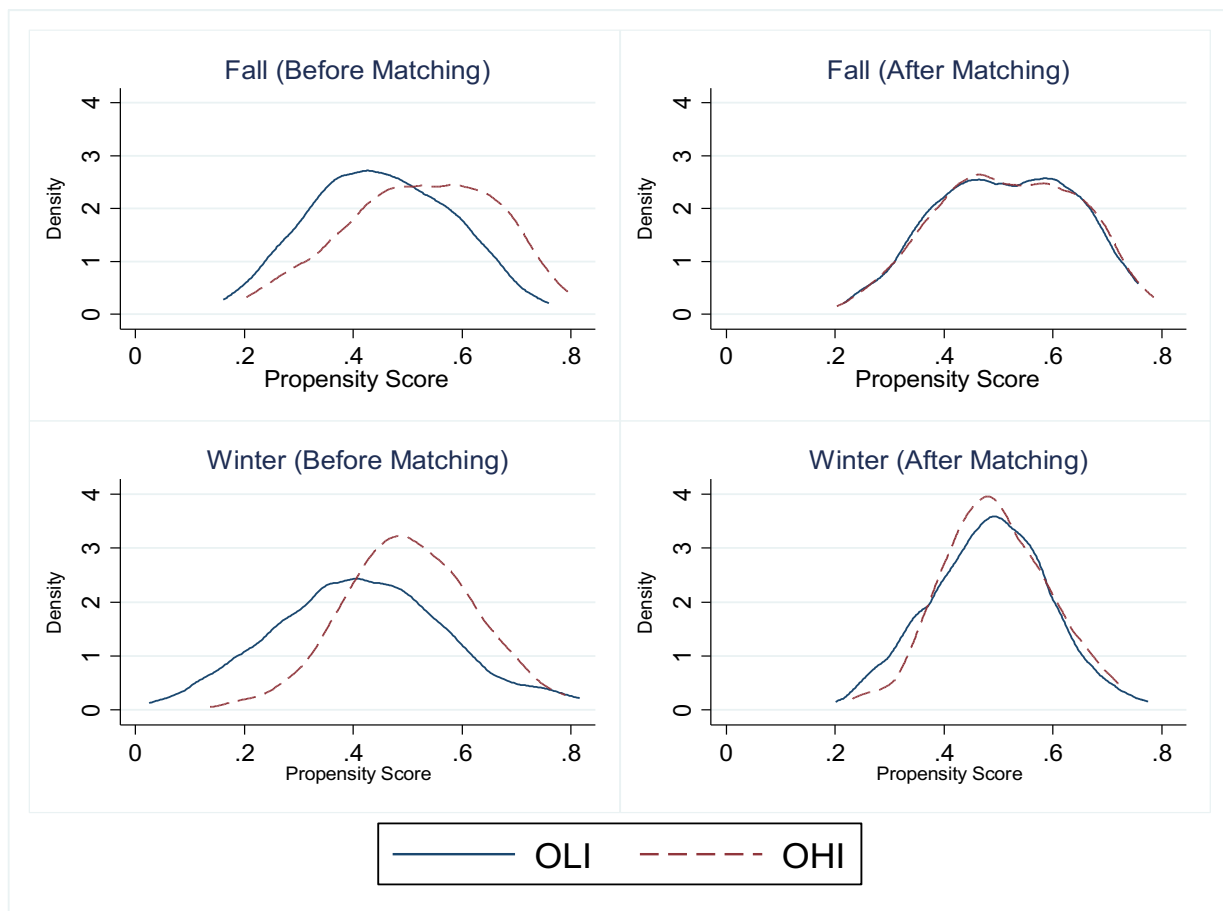 Fall (Before Matching)
Density
4
3
2
1
0
0 .2 .4 .6 .8
Propensity Score
Fall (After Matching)
Density
4
3
2
1
0
0 .2 .4 .6 .8
Propensity Score
Winter (Before Matching)
Density
4
3
2
1
0
0 .2 .4 .6 .8
Propensity Score
Winter (After Matching)
Density
4
3
2
1
0
0 .2 .4 .6 .8
Propensity Score
OLI OHI